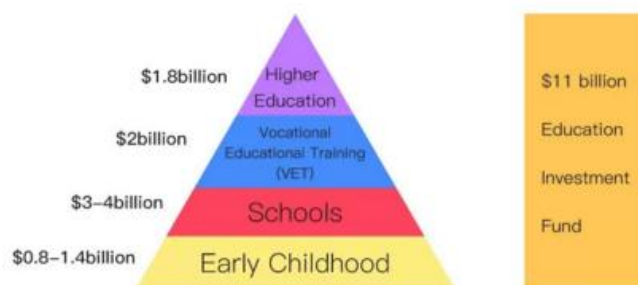 $1.8billion
Higher
Education
$2billion
Vocational
Educational Training
(VET)
$3-4billion
Schools
$0.8-1.4billion
Early Childhood
$11 billion
Education
Investment
Fund